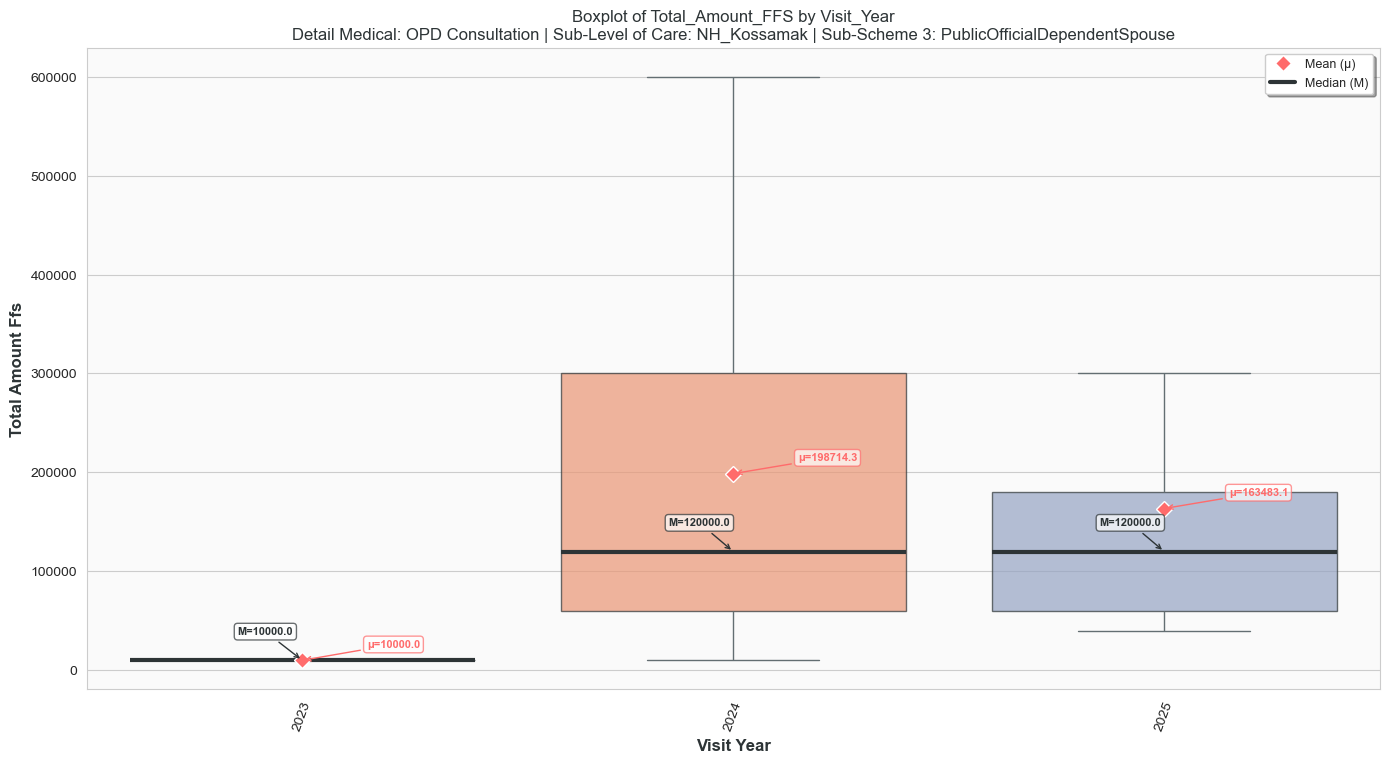 Boxplot of Total_Amount_FFS by Visit_Year
Detail Medical: OPD Consultation | Sub-Level of Care: NH_Kossamak | Sub-Scheme 3: PublicOfficialDependentSpouse
Mean (μ)
Median (M)
Total Amount Ffs
600000
500000
400000
300000
200000
100000
0
M=10000.0
μ=10000.0
μ=198714.3
M=120000.0
μ=163483.1
M=120000.0
2023
2024
2025
Visit Year